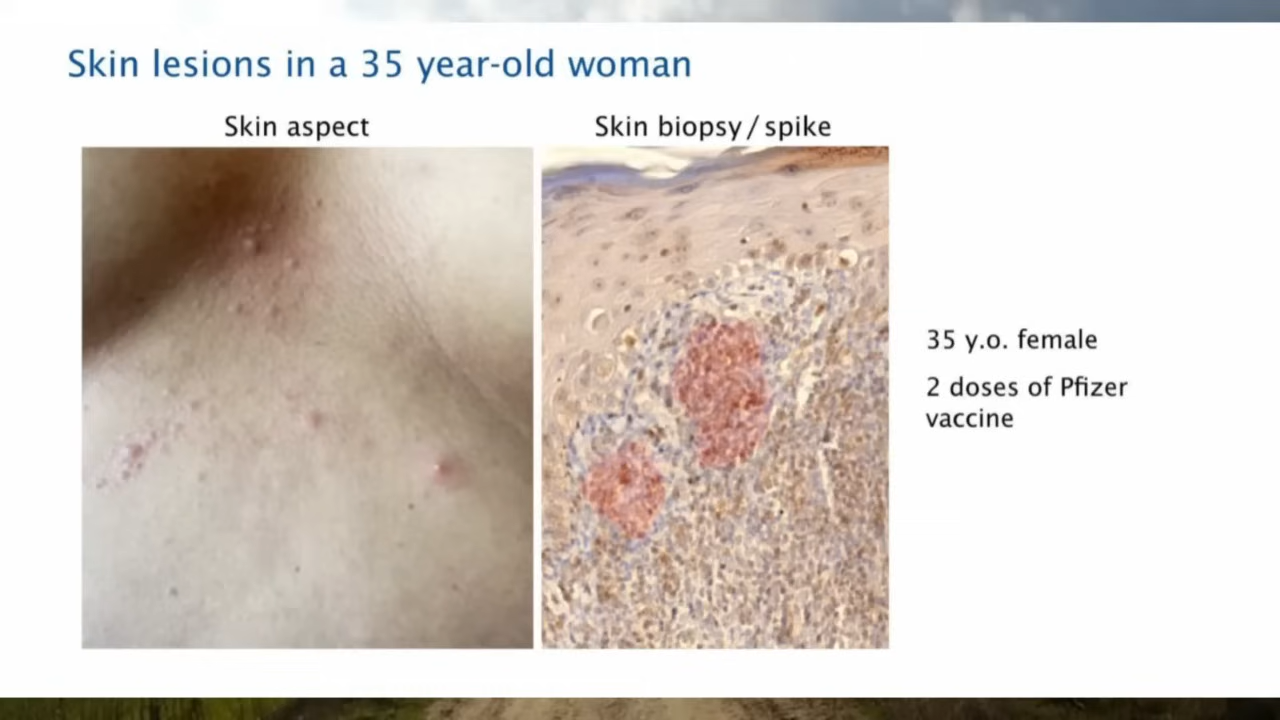 Skin lesions in a 35 year-old woman
Skin aspect
Skin biopsy / spike
35 y.o. female
2 doses of Pfizer
vaccine